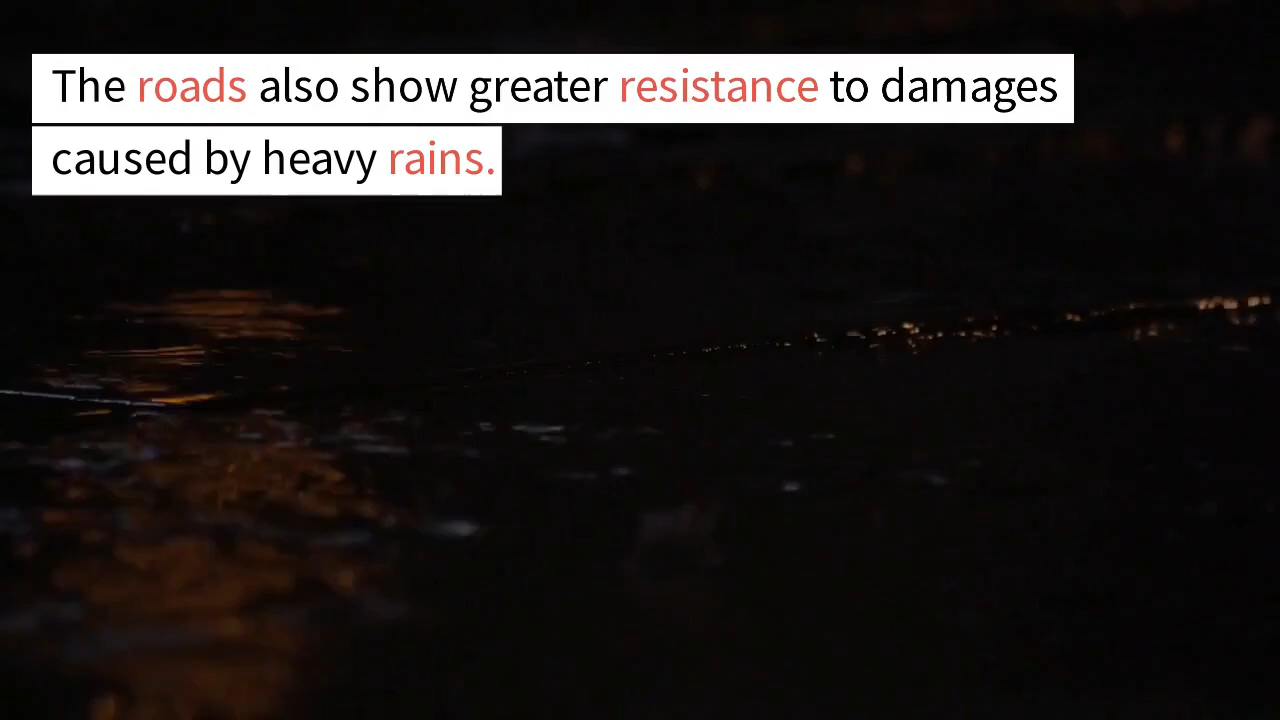 The roads also show greater resistance to damages
caused by heavy rains.